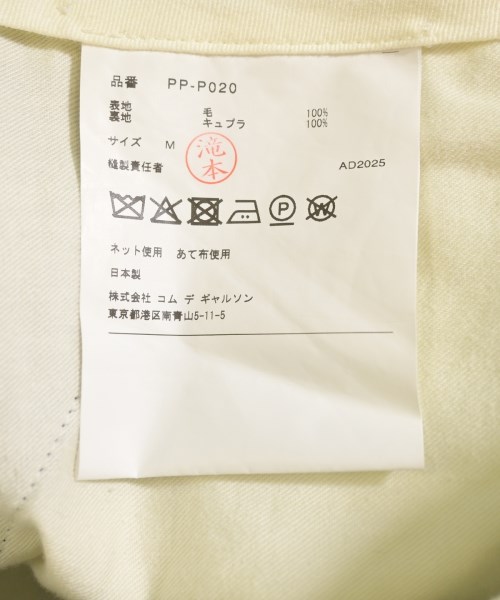 品番 PP-P020
表地 毛 100%
裏地 キュプラ 100%
サイズ M
滝本
縫製責任者 AD2025
P W
ネット使用 あて布使用
日本製
株式会社 コム デ ギャルソン
東京都港区南青山5-11-5